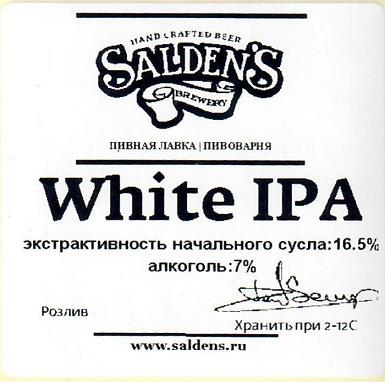 HAND CRAFTED BEER
SALDEN'S
BREWERY
ПИВНАЯ ЛАВКА | ПИВОВАРНЯ
White IPA
экстрактивность начального сусла:16.5%
алкоголь:7%
Розлив
Хранить при 2-12С
www.saldens.ru